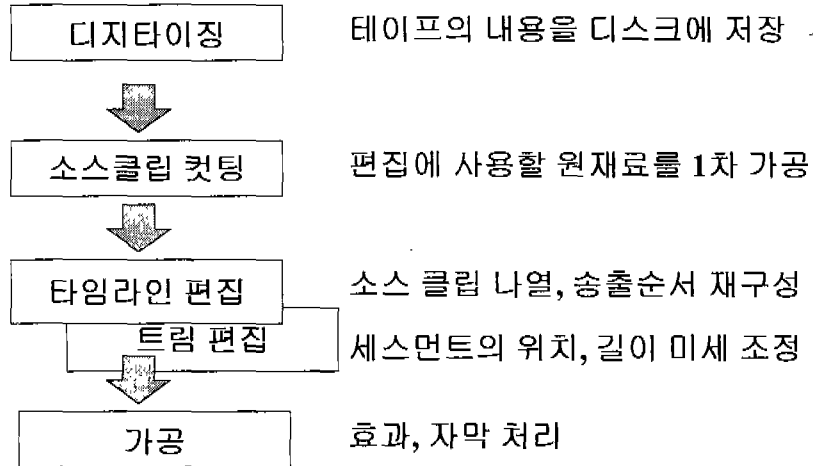 디지타이징 테이프의 내용을 디스크에 저장
소스클립 컷팅 편집에 사용할 원재료를 1차 가공
타임라인 편집 소스 클립 나열, 송출순서 재구성
트림 편집 세스먼트의 위치, 길이 미세 조정
가공 효과, 자막 처리